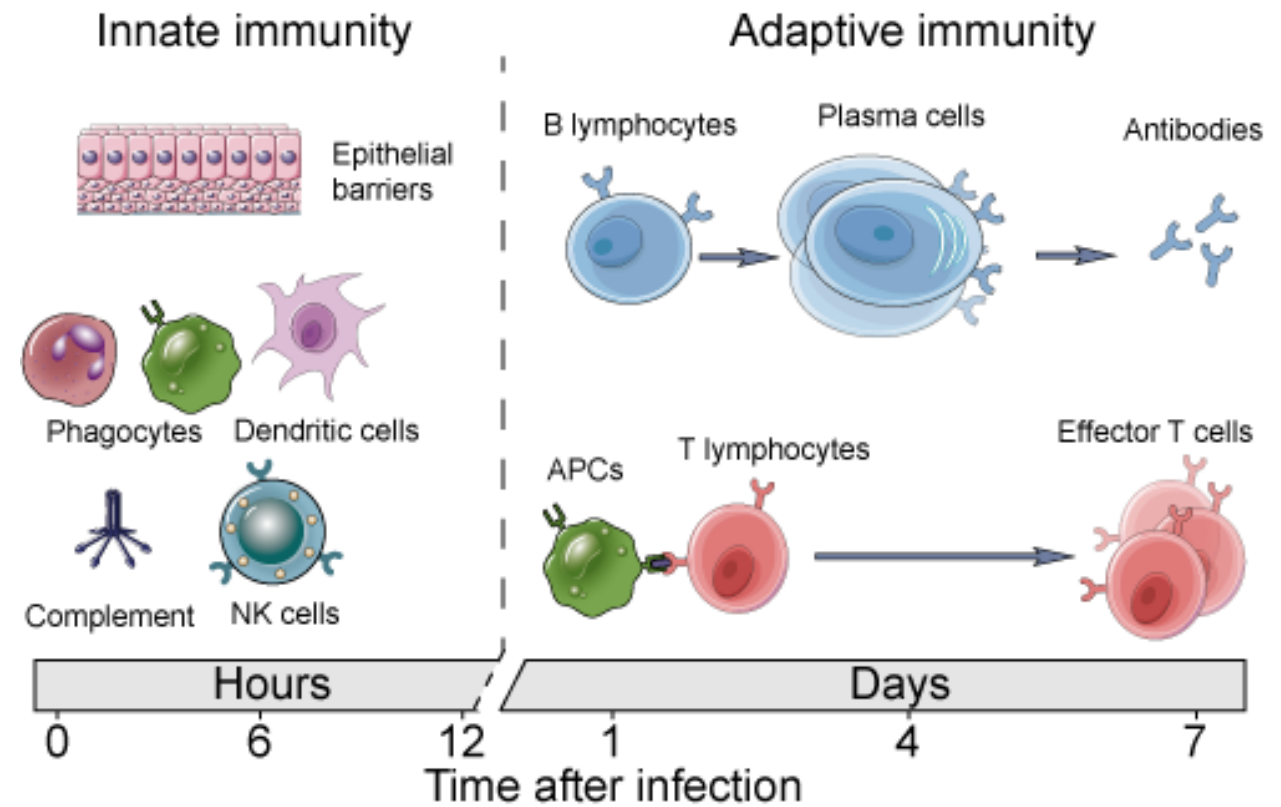 Innate immunity
Adaptive immunity
Epithelial
barriers
Phagocytes
Dendritic cells
Complement
NK cells
B lymphocytes
Plasma cells
Antibodies
APCs
T lymphocytes
Effector T cells
Hours
Days
0
6
12
1
4
7
Time after infection